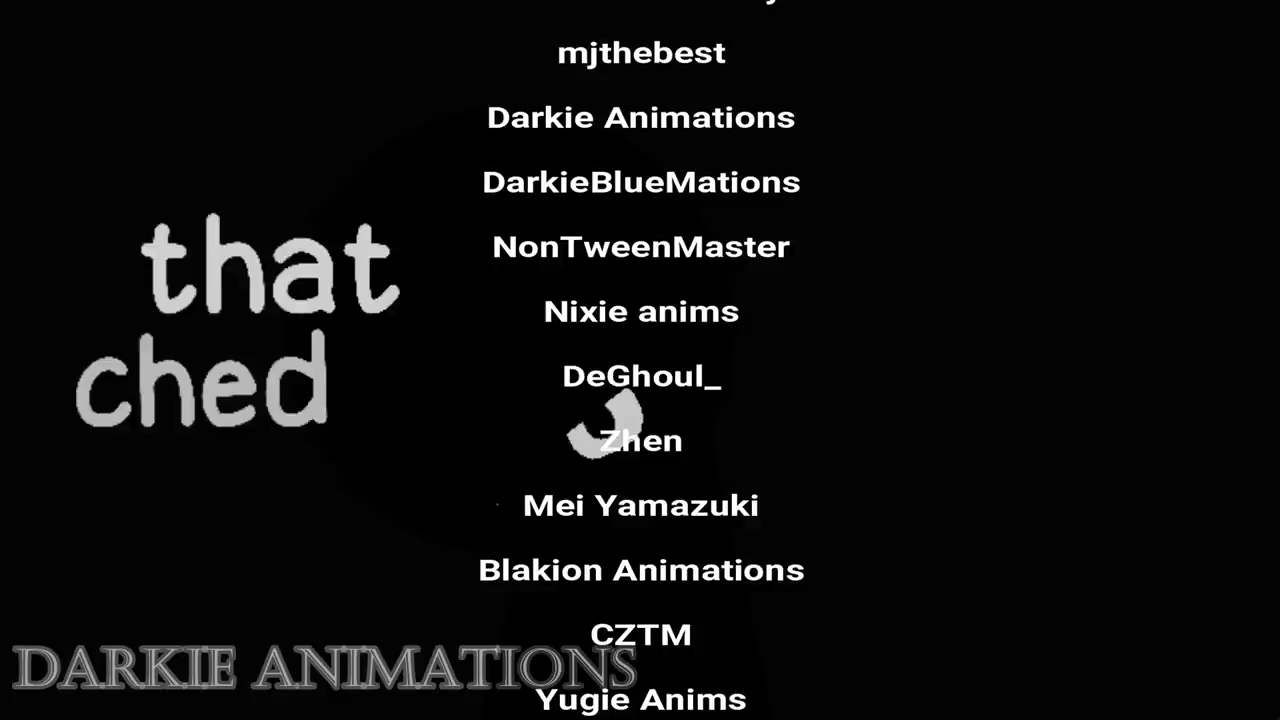 mjthebest
Darkie Animations
DarkieBlueMations
NonTweenMaster
Nixie anims
DeGhoul_
Zhen
Mei Yamazuki
Blakion Animations
CZTM
Yugie Anims
that
ched
DARKIE ANIMATIONS